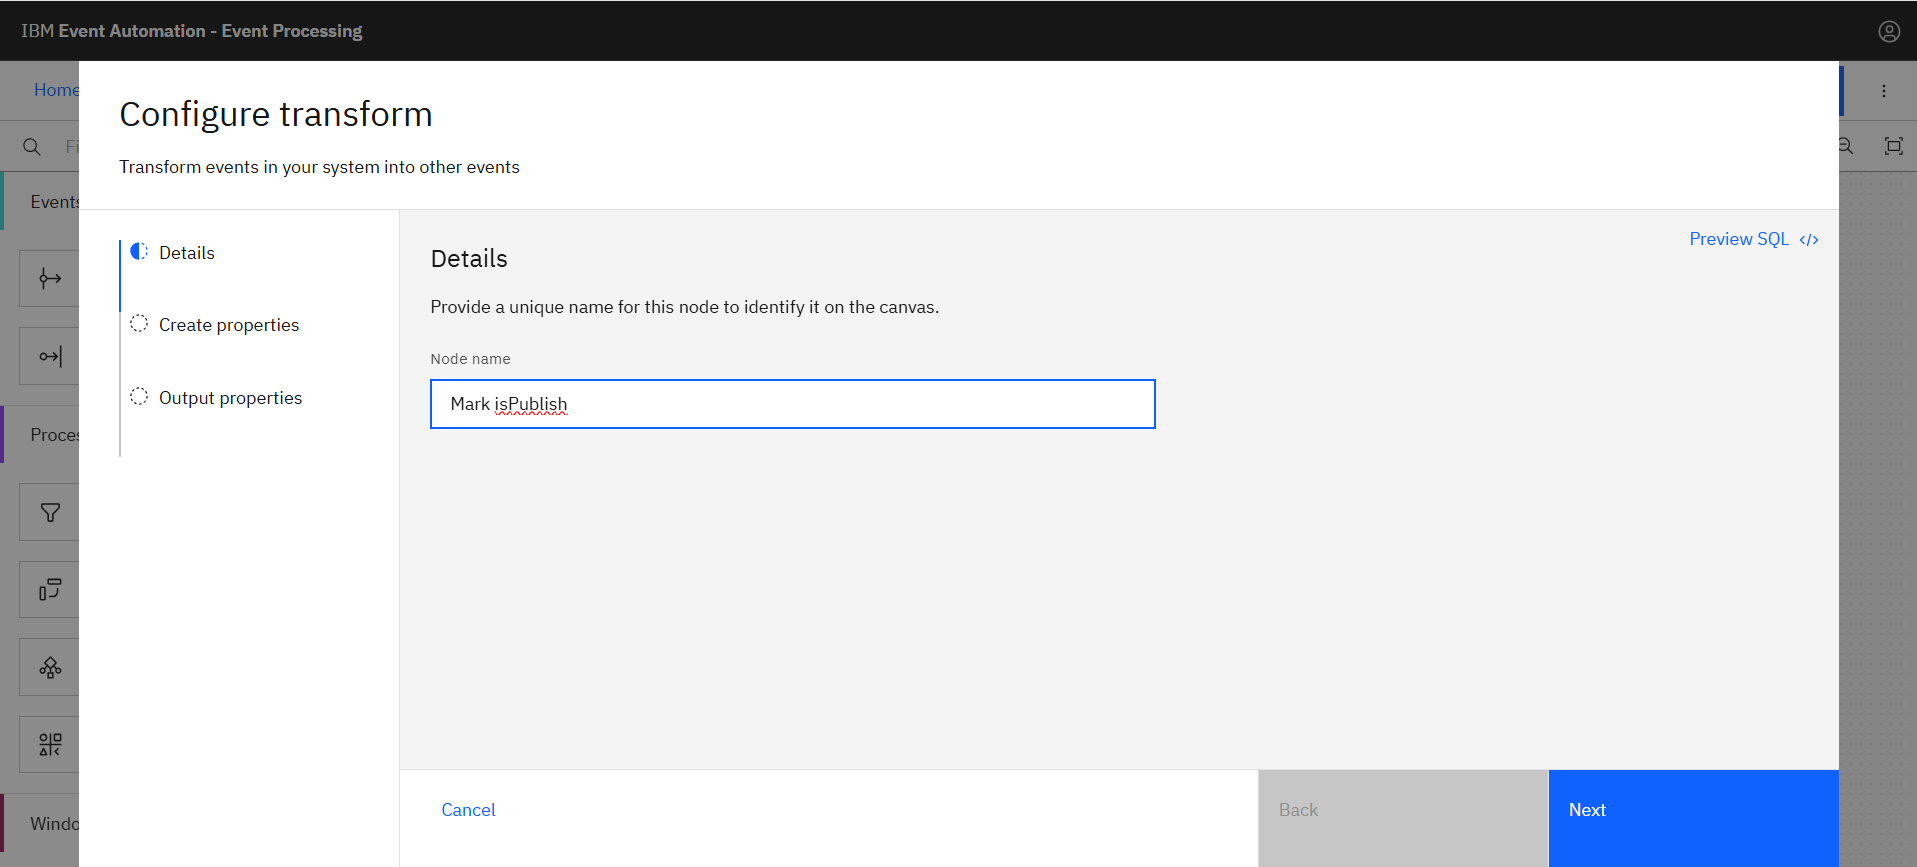 IBM Event Automation - Event Processing
Home
Configure transform
Transform events in your system into other events
Fi
Events
Details
Create properties
Output properties
Preview SQL </>
Details
Provide a unique name for this node to identify it on the canvas.
Node name
Mark isPublish
Proces
Windo
Cancel
Back
Next